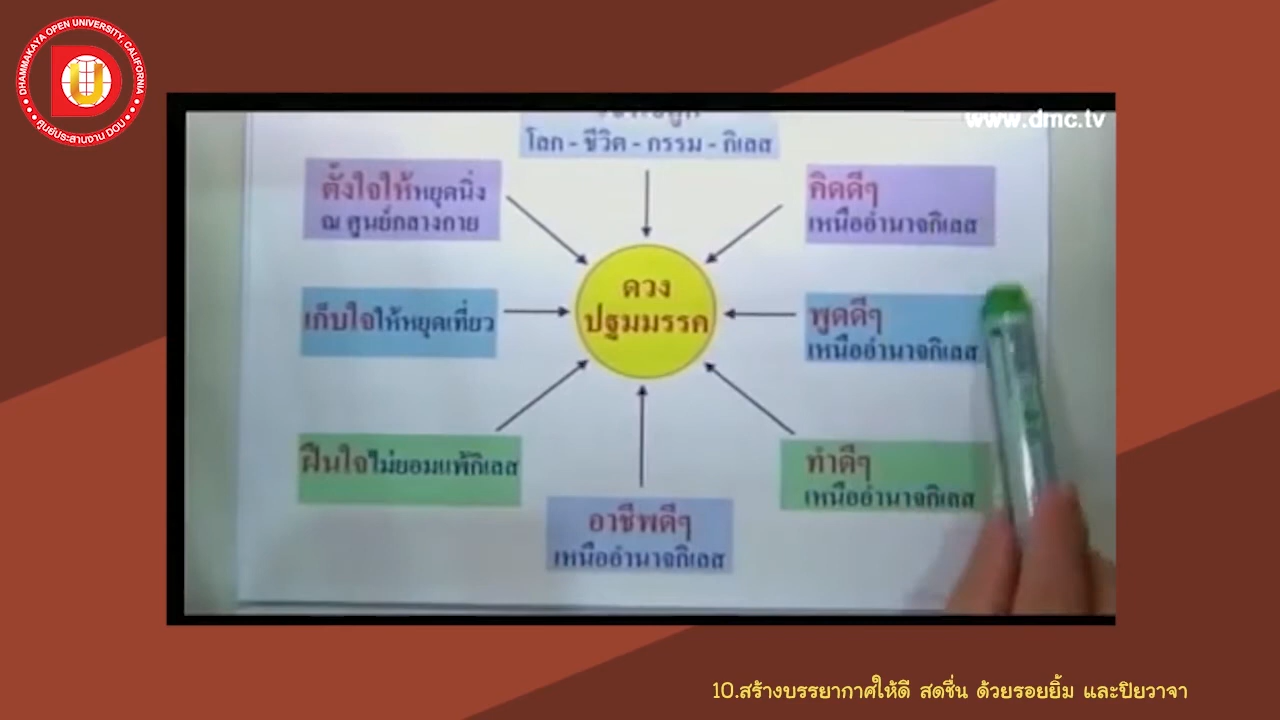 DHAMMAKAYA OPEN UNIVERSITY, CALIFORNIA
DU
ศูนย์ประสานงาน DOU
www.dmc.tv
โลก - ชีวิต - กรรม - กิเลส
ตั้งใจให้หยุดนิ่ง
ณ ศูนย์กลางกาย
คิดดีๆ
เหนืออำนาจกิเลส
เก็บใจให้หยุดเที่ยว
ดวง
ปฐมมรรค
พูดดีๆ
เหนืออำนาจกิเลส
ฝืนใจไม่ยอมแพ้กิเลส
ทำดีๆ
เหนืออำนาจกิเลส
อาชีพดีๆ
เหนืออำนาจกิเลส
10.สร้างบรรยากาศให้ดี สดชื่น ด้วยรอยยิ้ม และปิยวาจา